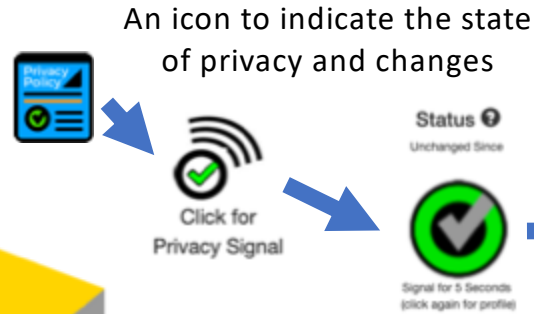 An icon to indicate the state
of privacy and changes
Privacy
Policy
Click for
Privacy Signal
Status ?
Unchanged Since
Signal for 5 Seconds
(click again for profile)